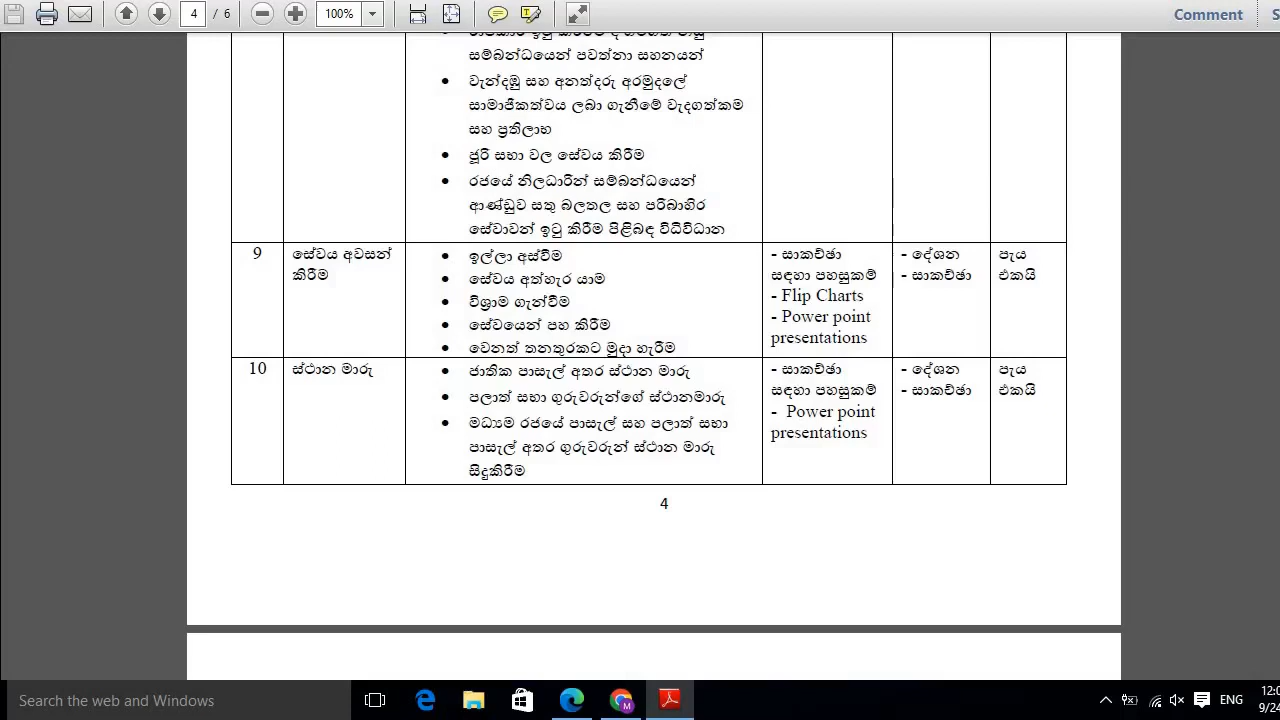 4 / 6
100%
Comment
සම්බන්ධයෙන් පවත්නා සහනයන්
• වැන්දඹු සහ අනත්දරු අරමුදලේ
සාමාජිකත්වය ලබා ගැනීමේ වැදගත්කම
සහ ප්‍රතිලාභ
• ජූරි සභා වල සේවය කිරීම
• රජයේ නිලධාරීන් සම්බන්ධයෙන්
ආණ්ඩුව සතු බලතල සහ පරිබාහිර
සේවාවන් ඉටු කිරීම පිළිබඳ විධිවිධාන
9
සේවය අවසන්
කිරීම
• ඉල්ලා අස්වීම
• සේවය අත්හැර යාම
• විශ්‍රාම ගැන්වීම
• සේවයෙන් පහ කිරීම
• වෙනත් තනතුරකට මුදා හැරීම
- සාකච්ඡා
සඳහා පහසුකම්
- Flip Charts
- Power point
presentations
- දේශන
- සාකච්ඡා
පැය
එකයි
10
ස්ථාන මාරු
• ජාතික පාසැල් අතර ස්ථාන මාරු
• පලාත් සභා ගුරුවරුන්ගේ ස්ථානමාරු
• මධ්‍යම රජයේ පාසැල් සහ පලාත් සභා
පාසැල් අතර ගුරුවරුන් ස්ථාන මාරු
සිදුකිරීම
- සාකච්ඡා
සඳහා පහසුකම්
- Power point
presentations
- දේශන
- සාකච්ඡා
පැය
එකයි
4
Search the web and Windows
ENG